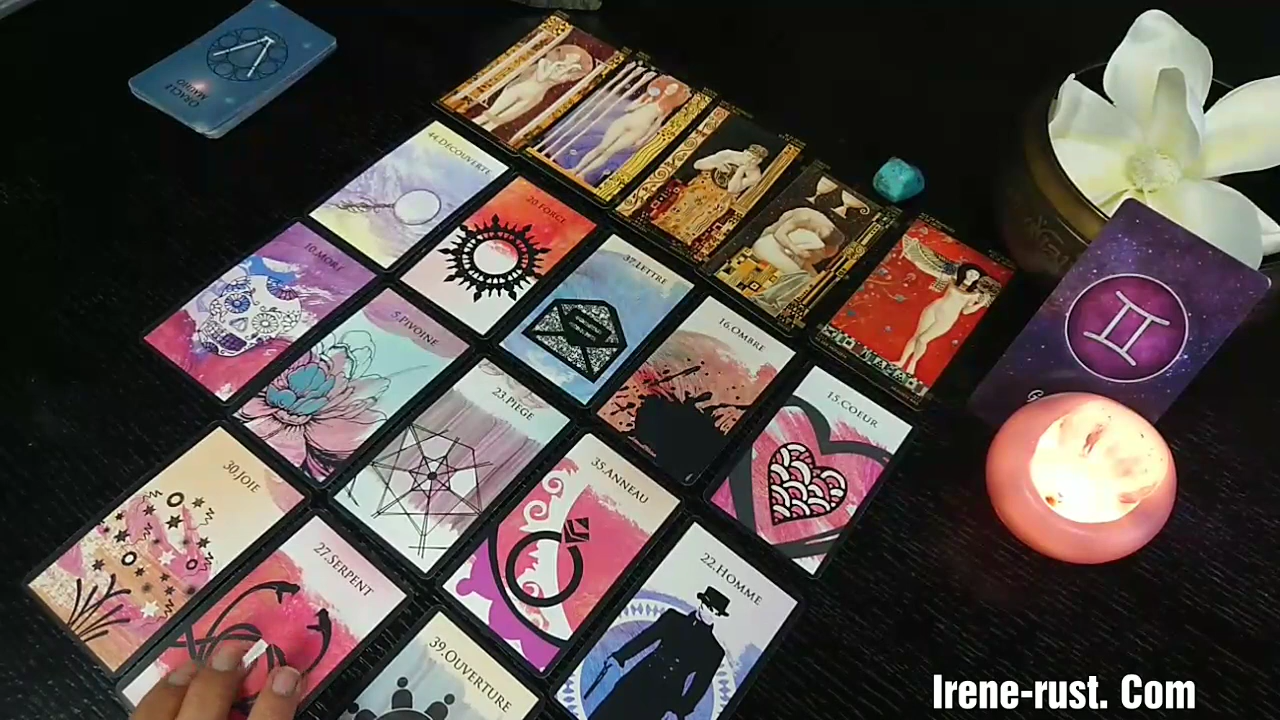 ORACLE
44.DÉCOUVERTE
20.FORCE
37.LETTRE
16.OMBRE
15.COEUR
10.MORT
5.PIVOINE
23.PIÈGE
35.ANNEAU
22.HOMME
30.JOIE
27.SERPENT
39.OUVERTURE
G
Irene-rust. Com